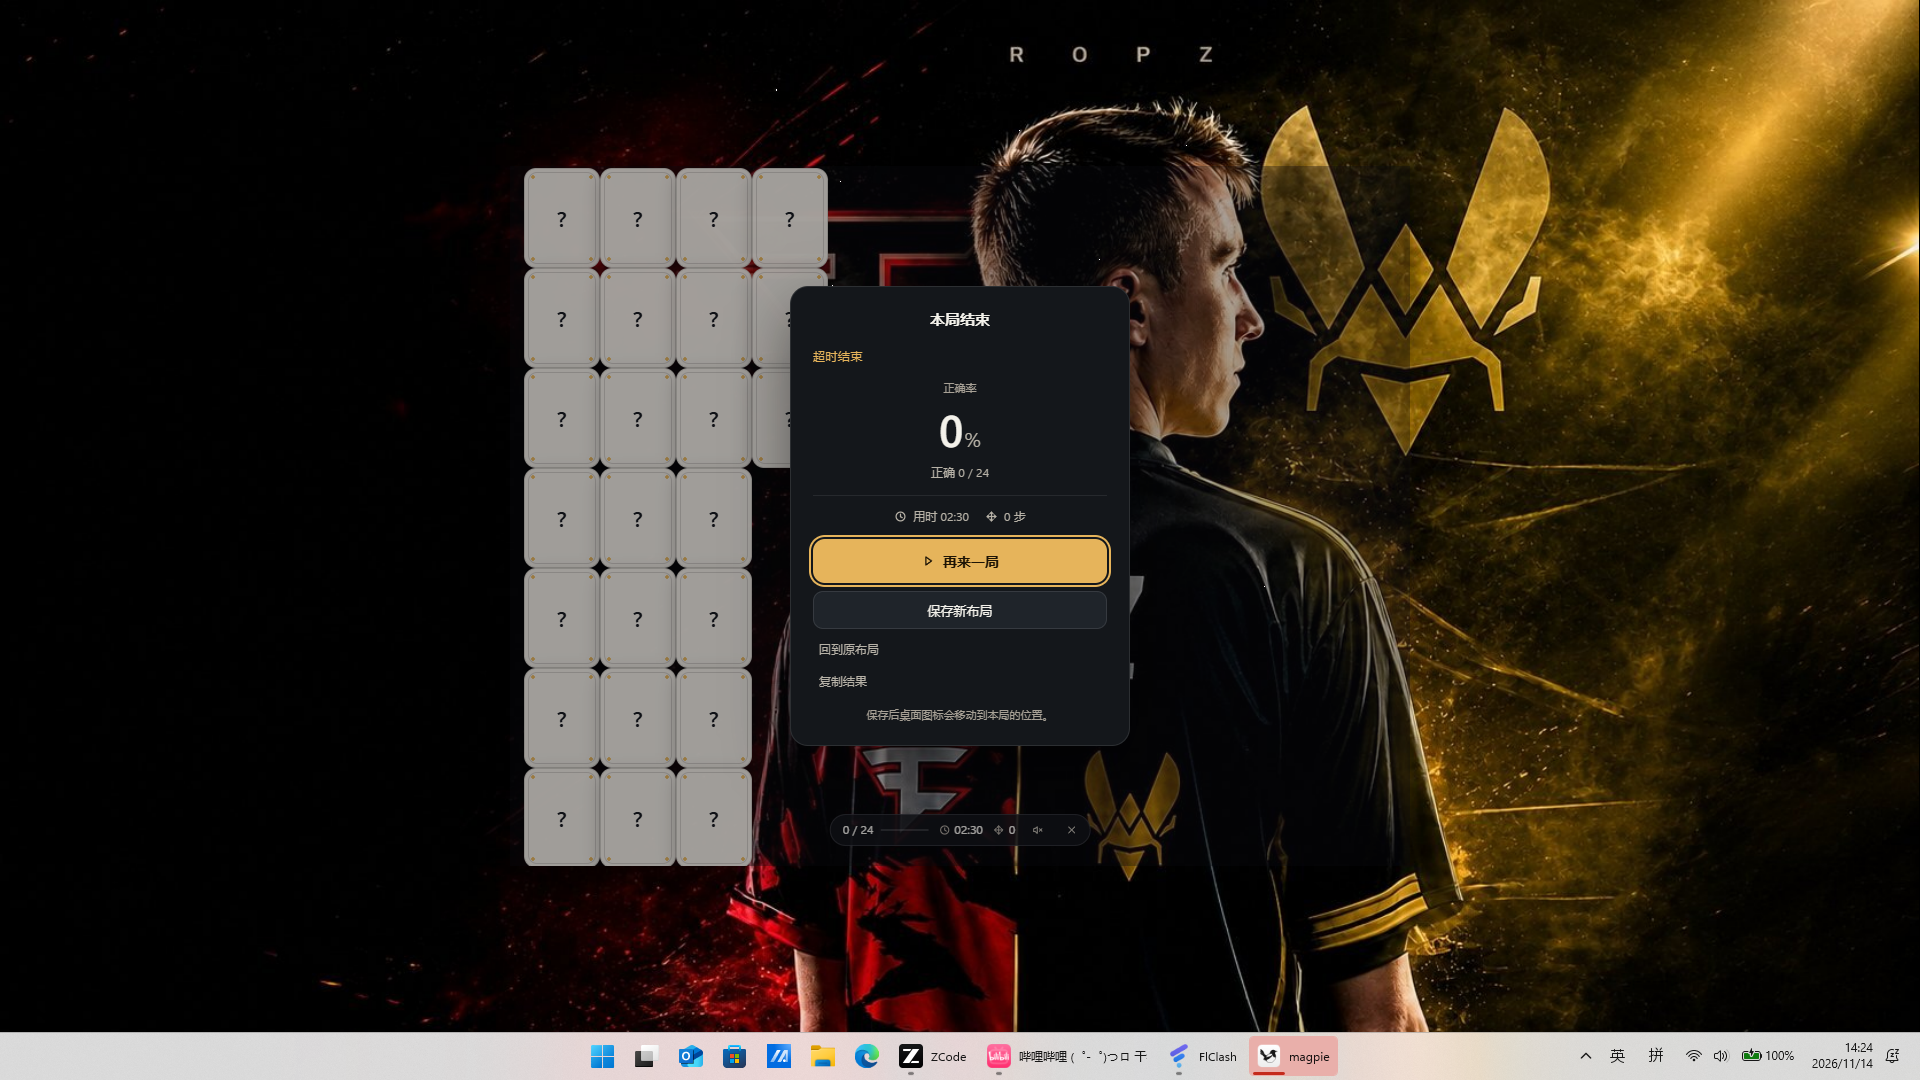 R O P Z
? ? ? ?
? ? ? ?
? ? ? ?
? ? ?
? ? ?
? ? ?
? ? ?
本局结束
超时结束
正确率
0%
正确 0 / 24
用时 02:30 0 步
再来一局
保存新布局
回到原布局
复制结果
保存后桌面图标会移动到本局的位置。
0 / 24 02:30 0
ZCode 哔哩哔哩 ( ゜- ゜)つロ 干 FlClash magpie 英 拼 100% 14:24
2026/11/14